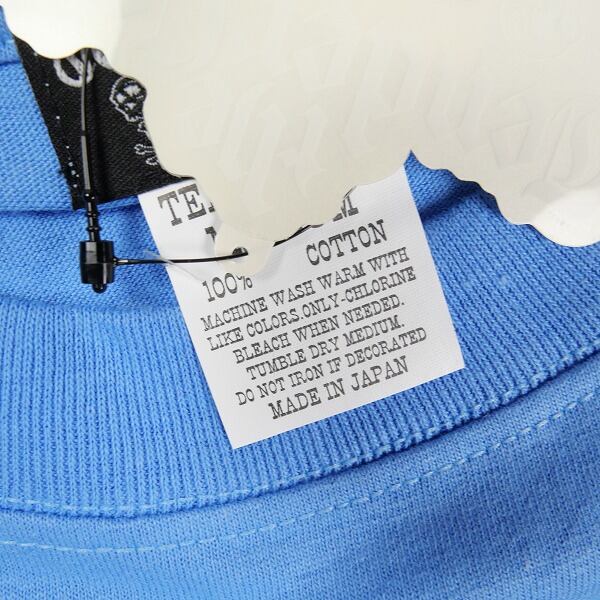 100% COTTON
MACHINE WASH WARM WITH
LIKE COLORS.ONLY-CHLORINE
BLEACH WHEN NEEDED.
TUMBLE DRY MEDIUM.
DO NOT IRON IF DECORATED
MADE IN JAPAN